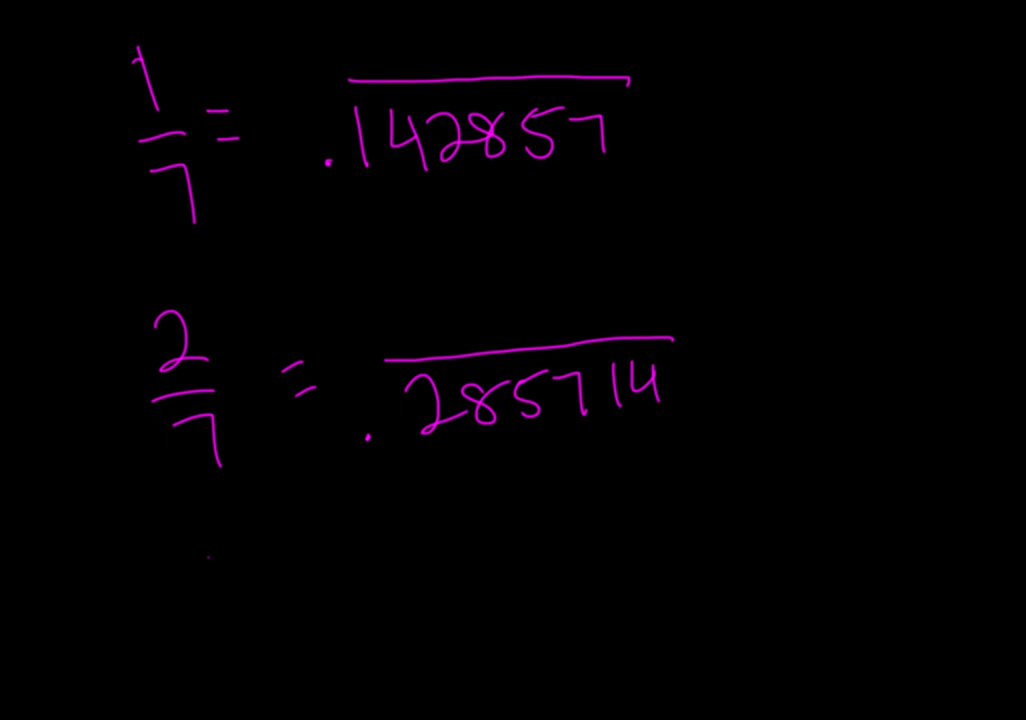 1/7 = .142857
2/7 = .285714